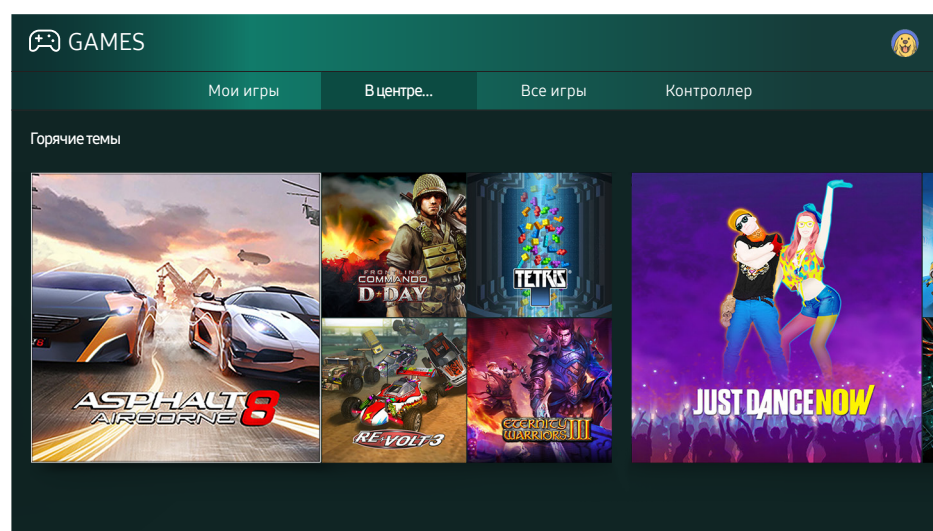 GAMES
Мои игры
В центре...
Все игры
Контроллер
Горячие темы
ASPHALT 8
AIRBORNE
FRONTLINE
COMMANDO
D-DAY
TETRIS
RE-VOLT 3
ETERNITY
WARRIORS III
JUST DANCE NOW